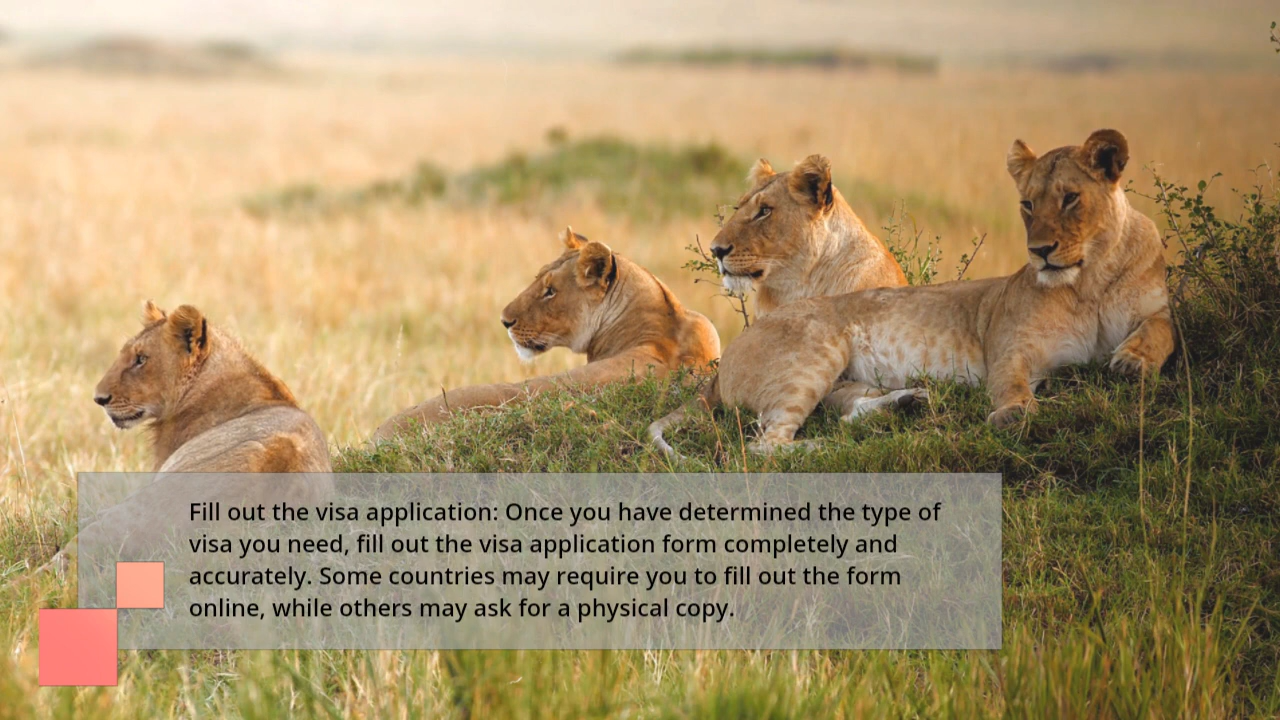 Fill out the visa application: Once you have determined the type of
visa you need, fill out the visa application form completely and
accurately. Some countries may require you to fill out the form
online, while others may ask for a physical copy.